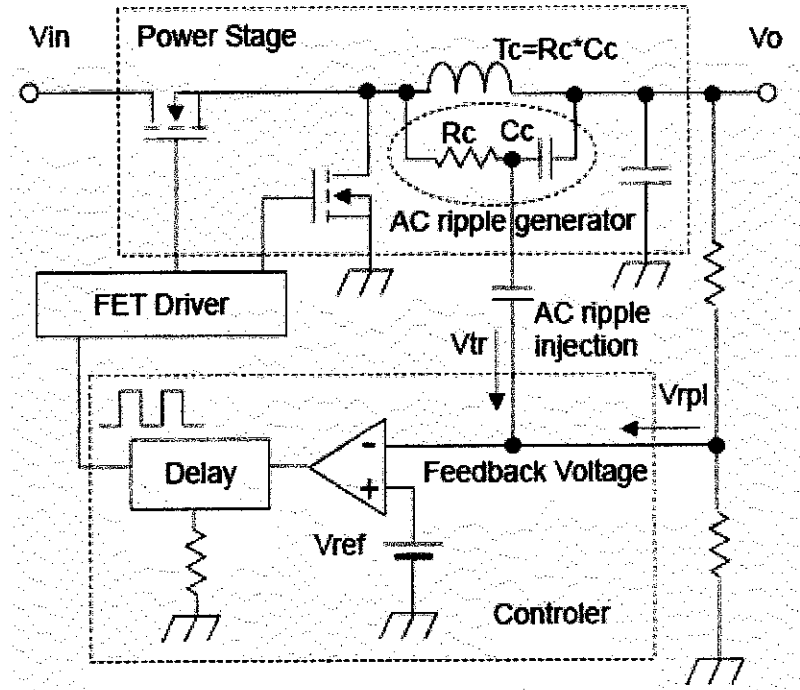 Vin
Power Stage
Tc=Rc*Cc
Vo
Rc
Cc
AC ripple generator
FET Driver
AC ripple
injection
Vtr
Vrpl
Delay
-
+
Feedback Voltage
Vref
Controler